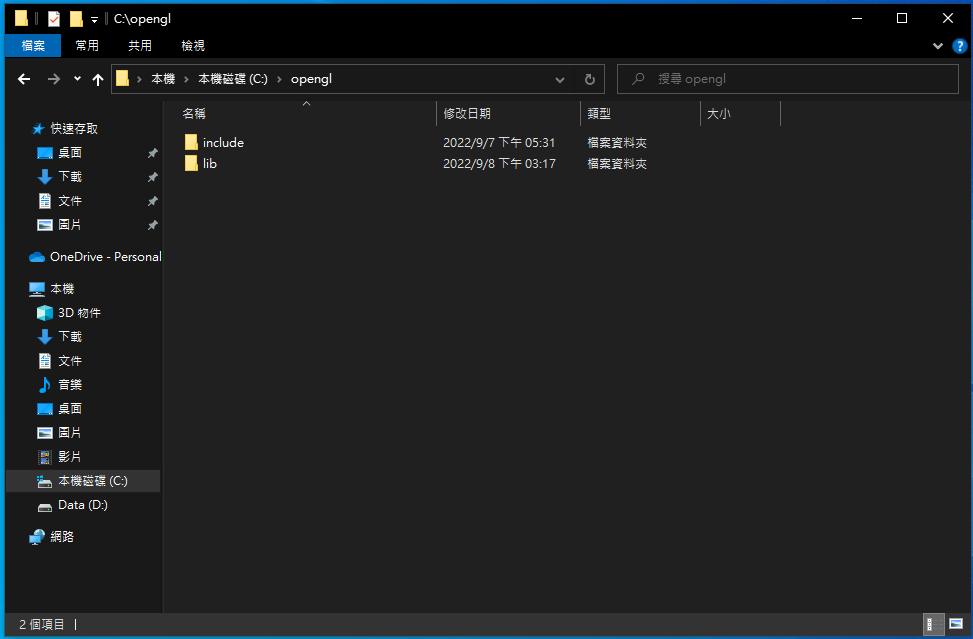 C:\opengl
檔案 常用 共用 檢視
本機 本機磁碟 (C:) opengl 搜尋 opengl
名稱 修改日期 類型 大小
include 2022/9/7 下午 05:31 檔案資料夾
lib 2022/9/8 下午 03:17 檔案資料夾
快速存取
桌面
下載
文件
圖片
OneDrive - Personal
本機
3D 物件
下載
文件
音樂
桌面
圖片
影片
本機磁碟 (C:)
Data (D:)
網路
2 個項目